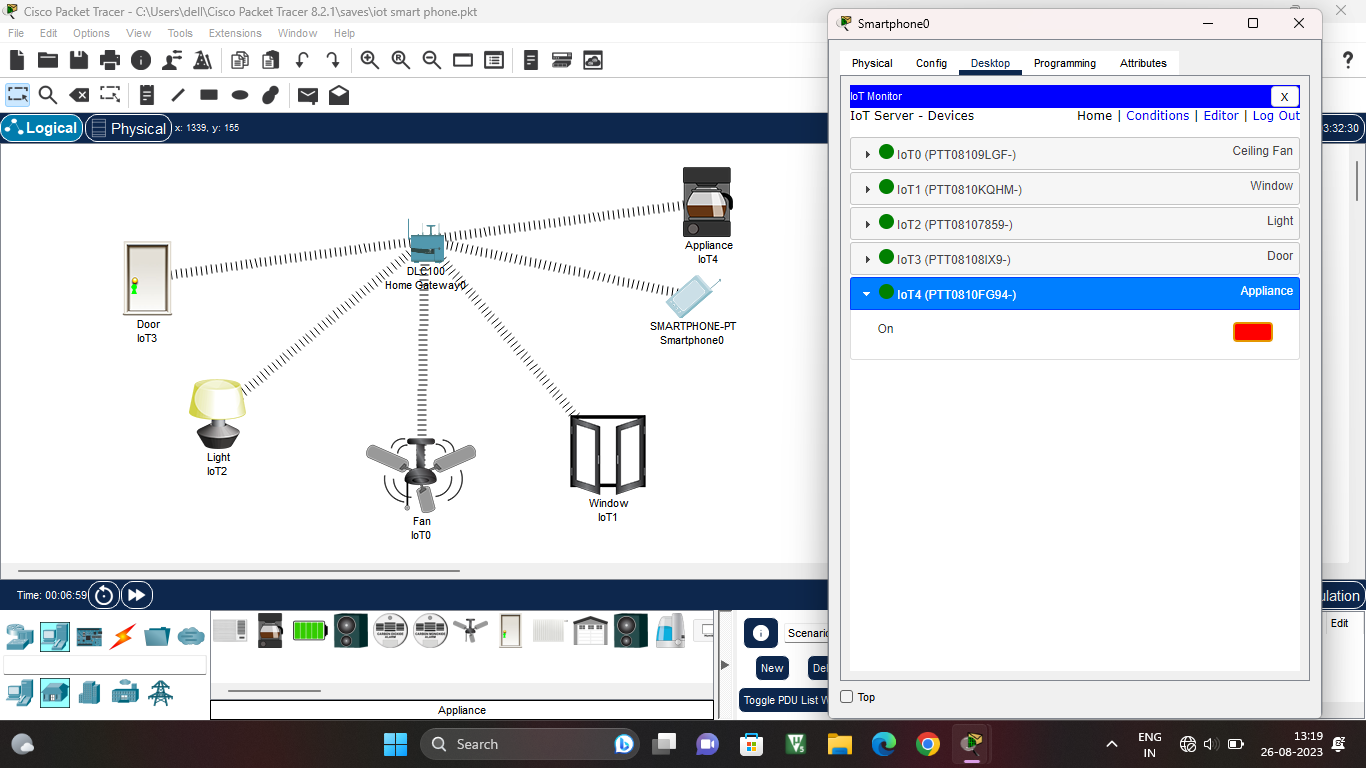 Cisco Packet Tracer - C:\Users\dell\Cisco Packet Tracer 8.2.1\saves\iot smart phone.pkt
File Edit Options View Tools Extensions Window Help
Logical Physical x: 1339, y: 155
3:32:30
Appliance
IoT4
DLC100
Home Gateway0
SMARTPHONE-PT
Smartphone0
Door
IoT3
Light
IoT2
Fan
IoT0
Window
IoT1
Smartphone0
Physical Config Desktop Programming Attributes
IoT Monitor X
IoT Server - Devices Home | Conditions | Editor | Log Out
IoT0 (PTT08109LGF-) Ceiling Fan
IoT1 (PTT0810KQHM-) Window
IoT2 (PTT08107859-) Light
IoT3 (PTT08108IX9-) Door
IoT4 (PTT0810FG94-) Appliance
On
Top
Time: 00:06:59
ulation
Scenario
New Del
Toggle PDU List W
Edit
Appliance
Search
ENG
IN
13:19
26-08-2023